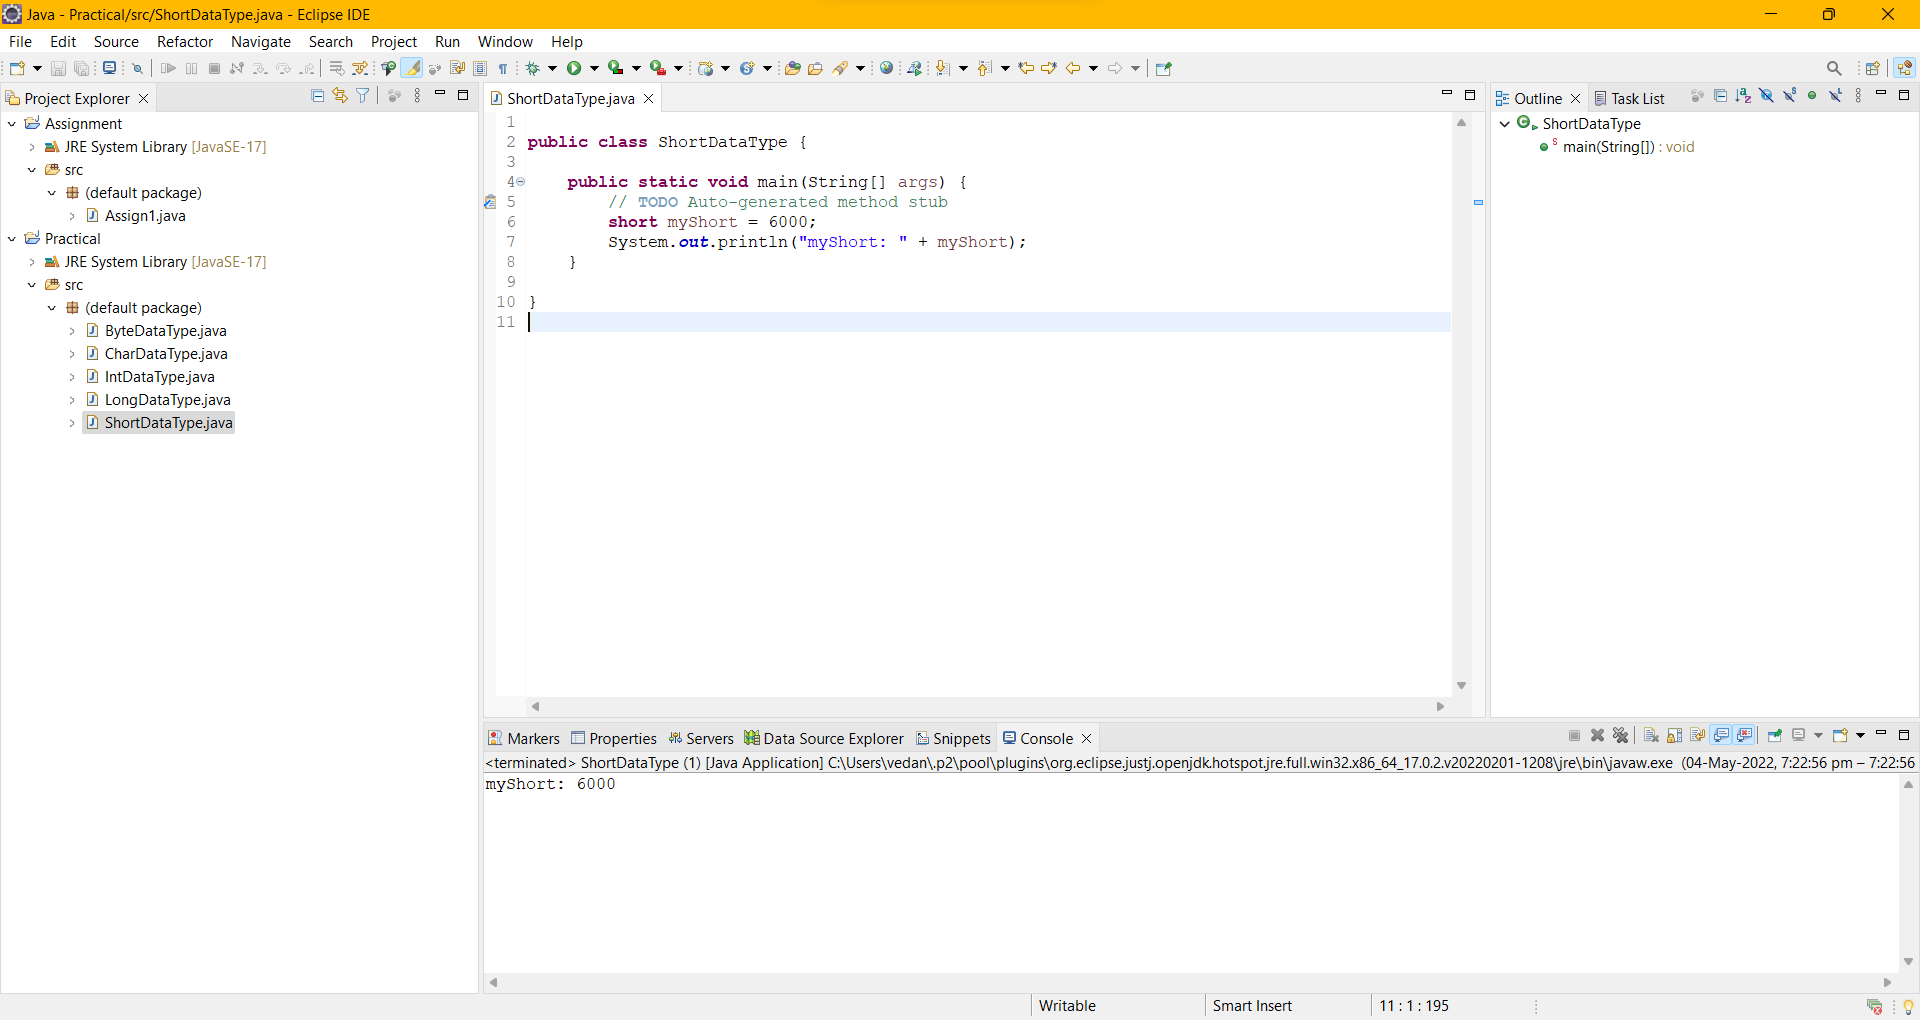 Java - Practical/src/ShortDataType.java - Eclipse IDE
File Edit Source Refactor Navigate Search Project Run Window Help
Project Explorer
Assignment
JRE System Library [JavaSE-17]
src
(default package)
Assign1.java
Practical
JRE System Library [JavaSE-17]
src
(default package)
ByteDataType.java
CharDataType.java
IntDataType.java
LongDataType.java
ShortDataType.java
ShortDataType.java
1
2 public class ShortDataType {
3
4     public static void main(String[] args) {
5         // TODO Auto-generated method stub
6         short myShort = 6000;
7         System.out.println("myShort: " + myShort);
8     }
9
10 }
11
Outline Task List
ShortDataType
main(String[]) : void
Markers Properties Servers Data Source Explorer Snippets Console
<terminated> ShortDataType (1) [Java Application] C:\Users\vedan\.p2\pool\plugins\org.eclipse.justj.openjdk.hotspot.jre.full.win32.x86_64_17.0.2.v20220201-1208\jre\bin\javaw.exe (04-May-2022, 7:22:56 pm – 7:22:56
myShort: 6000
Writable Smart Insert 11 : 1 : 195